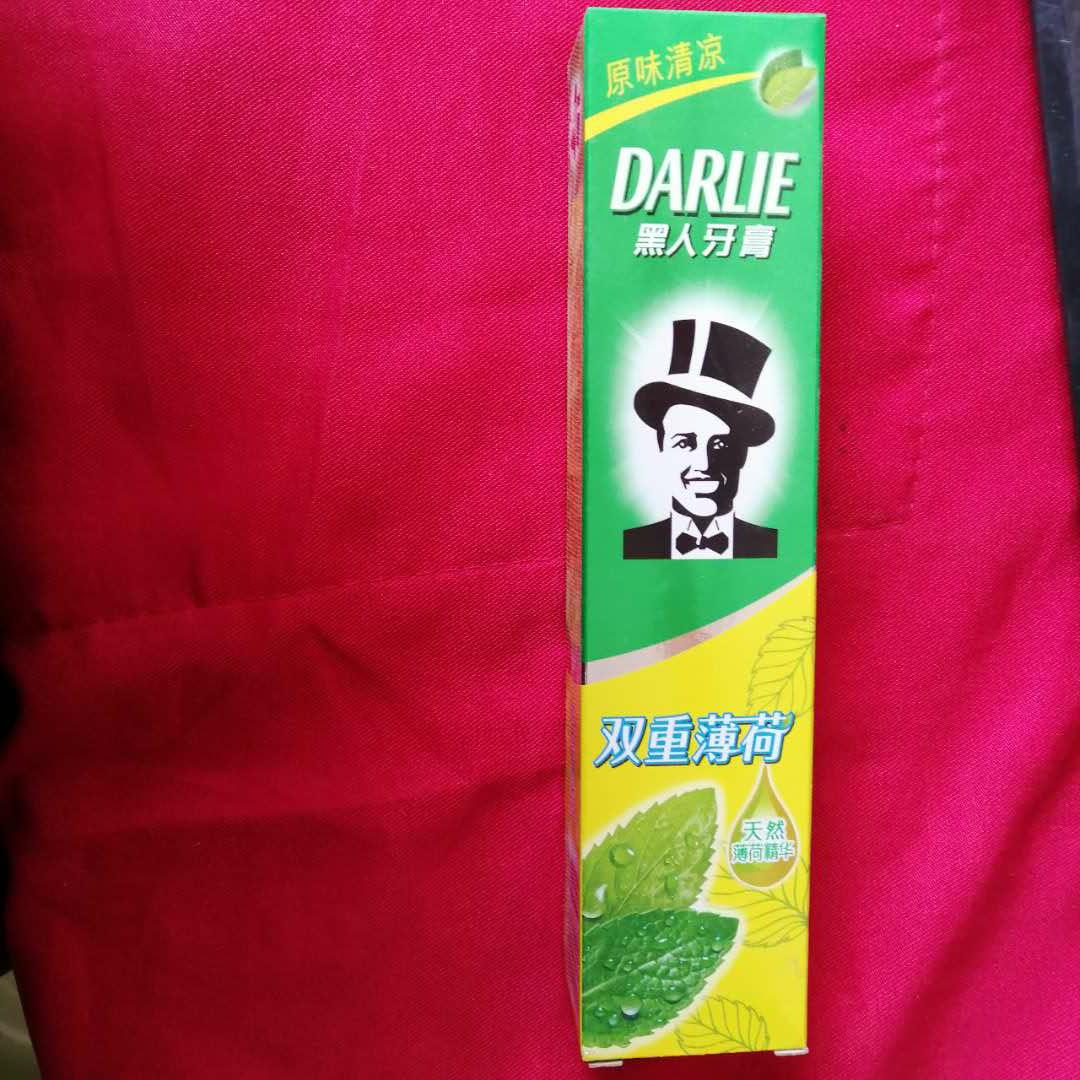 原味清凉
DARLIE
黑人牙膏
双重薄荷
天然
薄荷精华